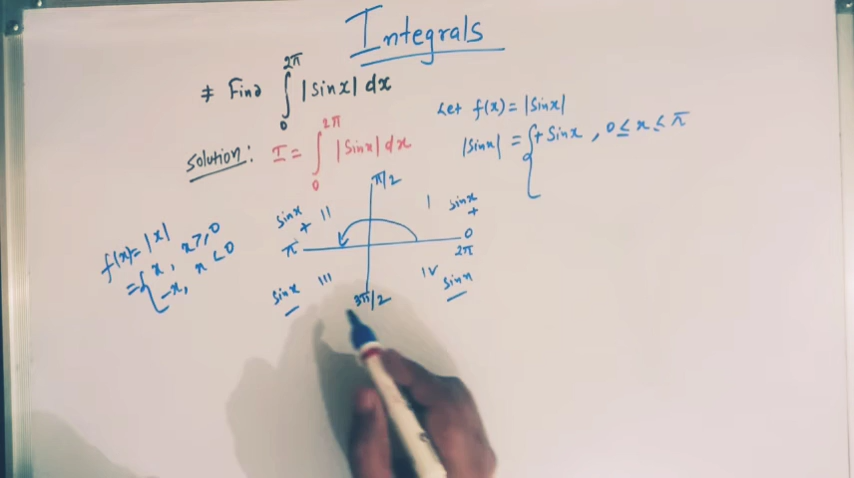 Integrals
# Find ∫₀^2π |Sinx| dx
Solution: I = ∫₀^2π |Sinx| dx
Let f(x) = |Sinx|
|Sinx| = { + Sinx , 0 ≤ x ≤ π
f(x) = |x|
= { x, x ≥ 0
-x, x < 0
π/2
Sinx + II
I Sinx +
π
0
2π
Sinx - III
IV Sinx -
3π/2